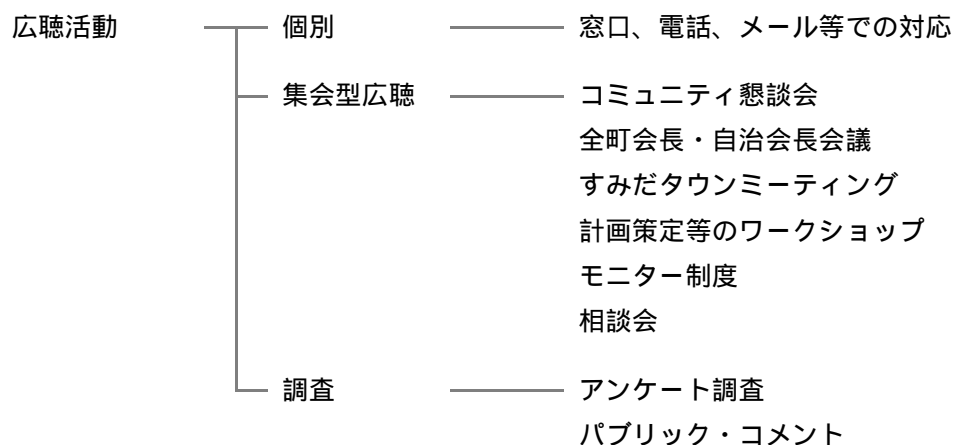 広聴活動 個別 窓口、電話、メール等での対応
集会型広聴 コミュニティ懇談会
全町会長・自治会長会議
すみだタウンミーティング
計画策定等のワークショップ
モニター制度
相談会
調査 アンケート調査
パブリック・コメント